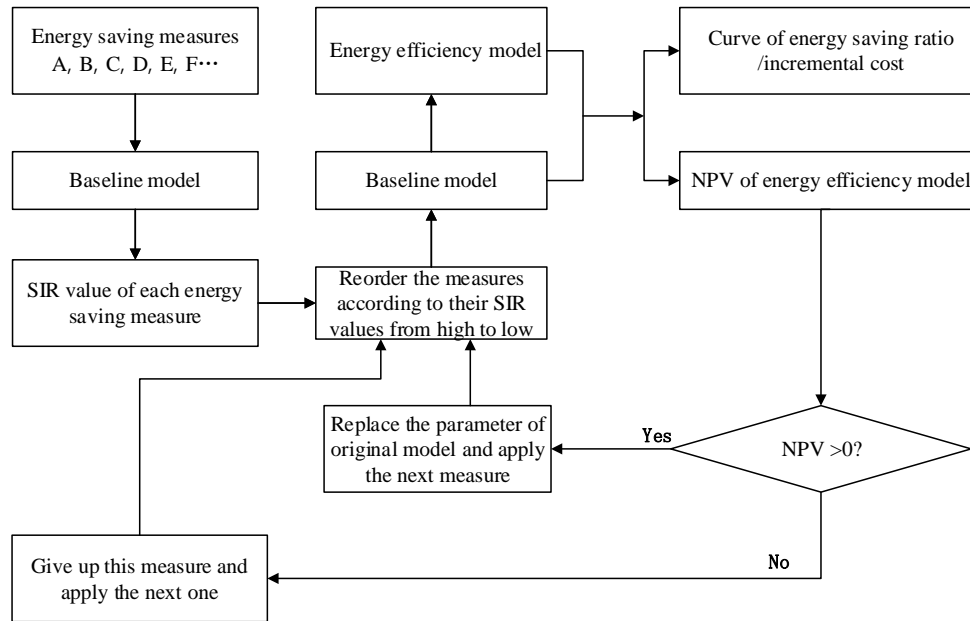 Energy saving measures
A, B, C, D, E, F···
Energy efficiency model
Curve of energy saving ratio
/incremental cost
Baseline model
Baseline model
NPV of energy efficiency model
SIR value of each energy
saving measure
Reorder the measures
according to their SIR
values from high to low
Replace the parameter of
original model and apply
the next measure
Yes
NPV >0?
No
Give up this measure and
apply the next one